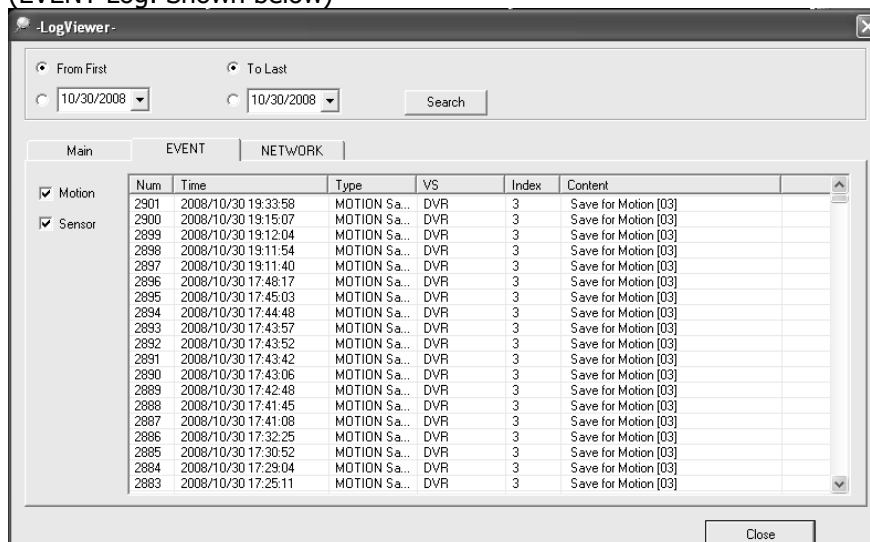 (EVENT Log: Shown below)
-LogViewer-
From First To Last
10/30/2008 10/30/2008 Search
Main EVENT NETWORK
Motion
Sensor
Num Time Type VS Index Content
2901 2008/10/30 19:33:58 MOTION Sa... DVR 3 Save for Motion [03]
2900 2008/10/30 19:15:07 MOTION Sa... DVR 3 Save for Motion [03]
2899 2008/10/30 19:12:04 MOTION Sa... DVR 3 Save for Motion [03]
2898 2008/10/30 19:11:54 MOTION Sa... DVR 3 Save for Motion [03]
2897 2008/10/30 19:11:40 MOTION Sa... DVR 3 Save for Motion [03]
2896 2008/10/30 17:48:17 MOTION Sa... DVR 3 Save for Motion [03]
2895 2008/10/30 17:45:03 MOTION Sa... DVR 3 Save for Motion [03]
2894 2008/10/30 17:44:48 MOTION Sa... DVR 3 Save for Motion [03]
2893 2008/10/30 17:43:57 MOTION Sa... DVR 3 Save for Motion [03]
2892 2008/10/30 17:43:52 MOTION Sa... DVR 3 Save for Motion [03]
2891 2008/10/30 17:43:42 MOTION Sa... DVR 3 Save for Motion [03]
2890 2008/10/30 17:43:06 MOTION Sa... DVR 3 Save for Motion [03]
2889 2008/10/30 17:42:48 MOTION Sa... DVR 3 Save for Motion [03]
2888 2008/10/30 17:41:45 MOTION Sa... DVR 3 Save for Motion [03]
2887 2008/10/30 17:41:08 MOTION Sa... DVR 3 Save for Motion [03]
2886 2008/10/30 17:32:25 MOTION Sa... DVR 3 Save for Motion [03]
2885 2008/10/30 17:30:52 MOTION Sa... DVR 3 Save for Motion [03]
2884 2008/10/30 17:29:04 MOTION Sa... DVR 3 Save for Motion [03]
2883 2008/10/30 17:25:11 MOTION Sa... DVR 3 Save for Motion [03]
Close